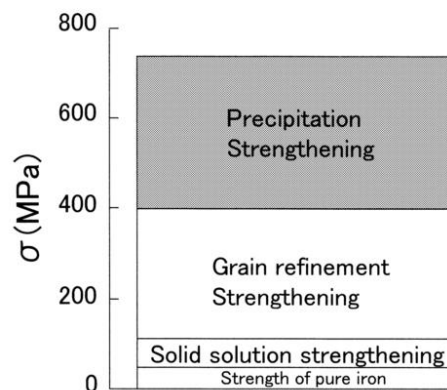 800
600
400
200
0
σ(MPa)
Precipitation
Strengthening
Grain refinement
Strengthening
Solid solution strengthening
Strength of pure iron